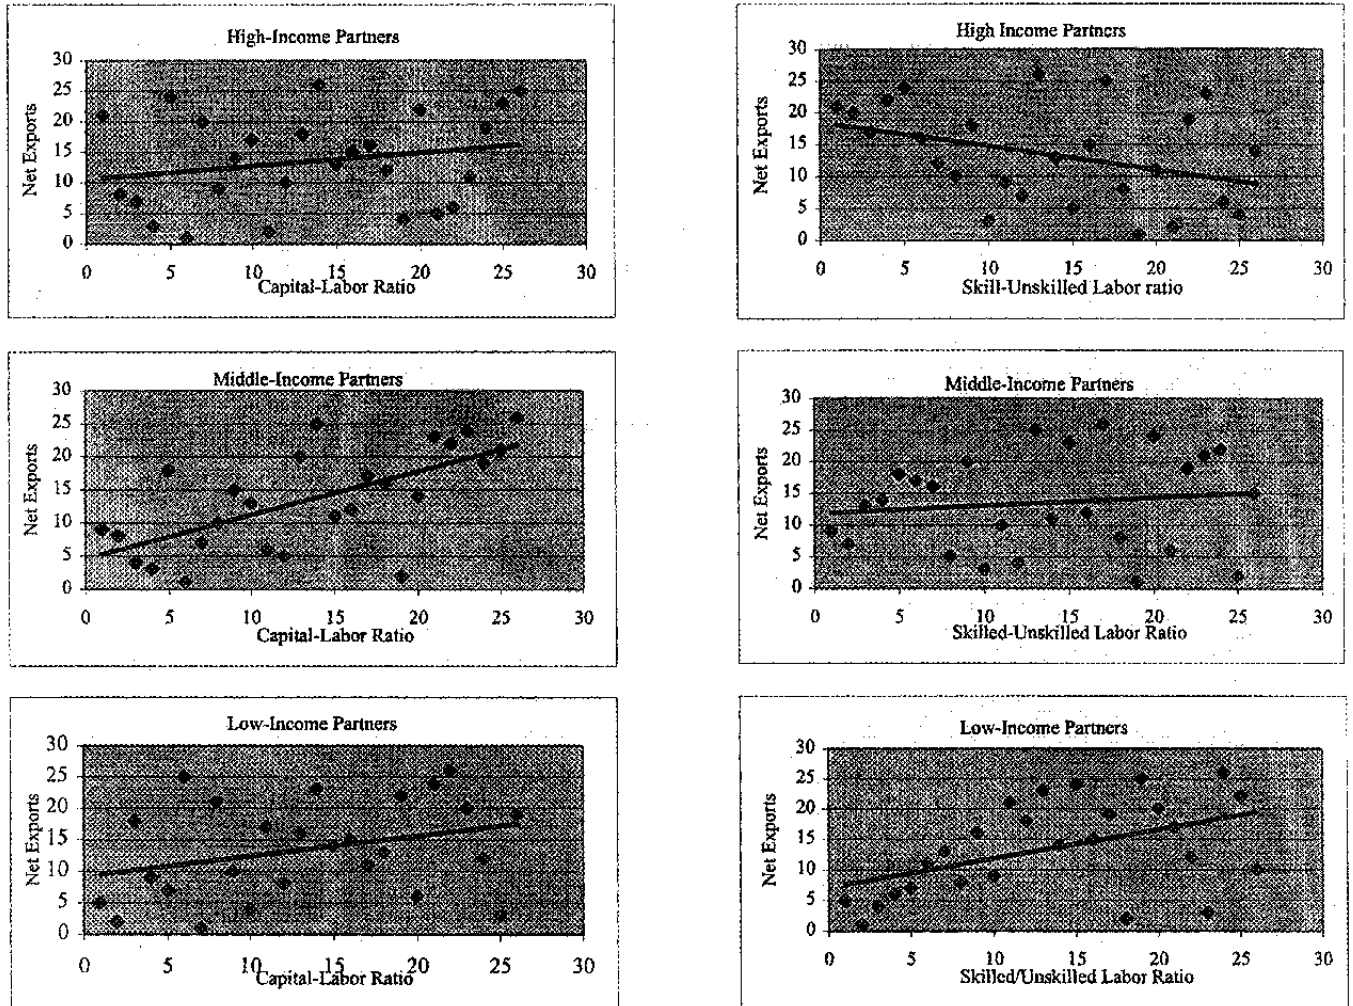 High-Income Partners
Net Exports
30
25
20
15
10
5
0
0 5 10 15 20 25 30
Capital-Labor Ratio
High Income Partners
Net Exports
30
25
20
15
10
5
0
0 5 10 15 20 25 30
Skill-Unskilled Labor ratio
Middle-Income Partners
Net Exports
30
25
20
15
10
5
0
0 5 10 15 20 25 30
Capital-Labor Ratio
Middle-Income Partners
Net Exports
30
25
20
15
10
5
0
0 5 10 15 20 25 30
Skilled-Unskilled Labor Ratio
Low-Income Partners
Net Exports
30
25
20
15
10
5
0
0 5 10 15 20 25 30
Capital-Labor Ratio
Low-Income Partners
Net Exports
30
25
20
15
10
5
0
0 5 10 15 20 25 30
Skilled/Unskilled Labor Ratio